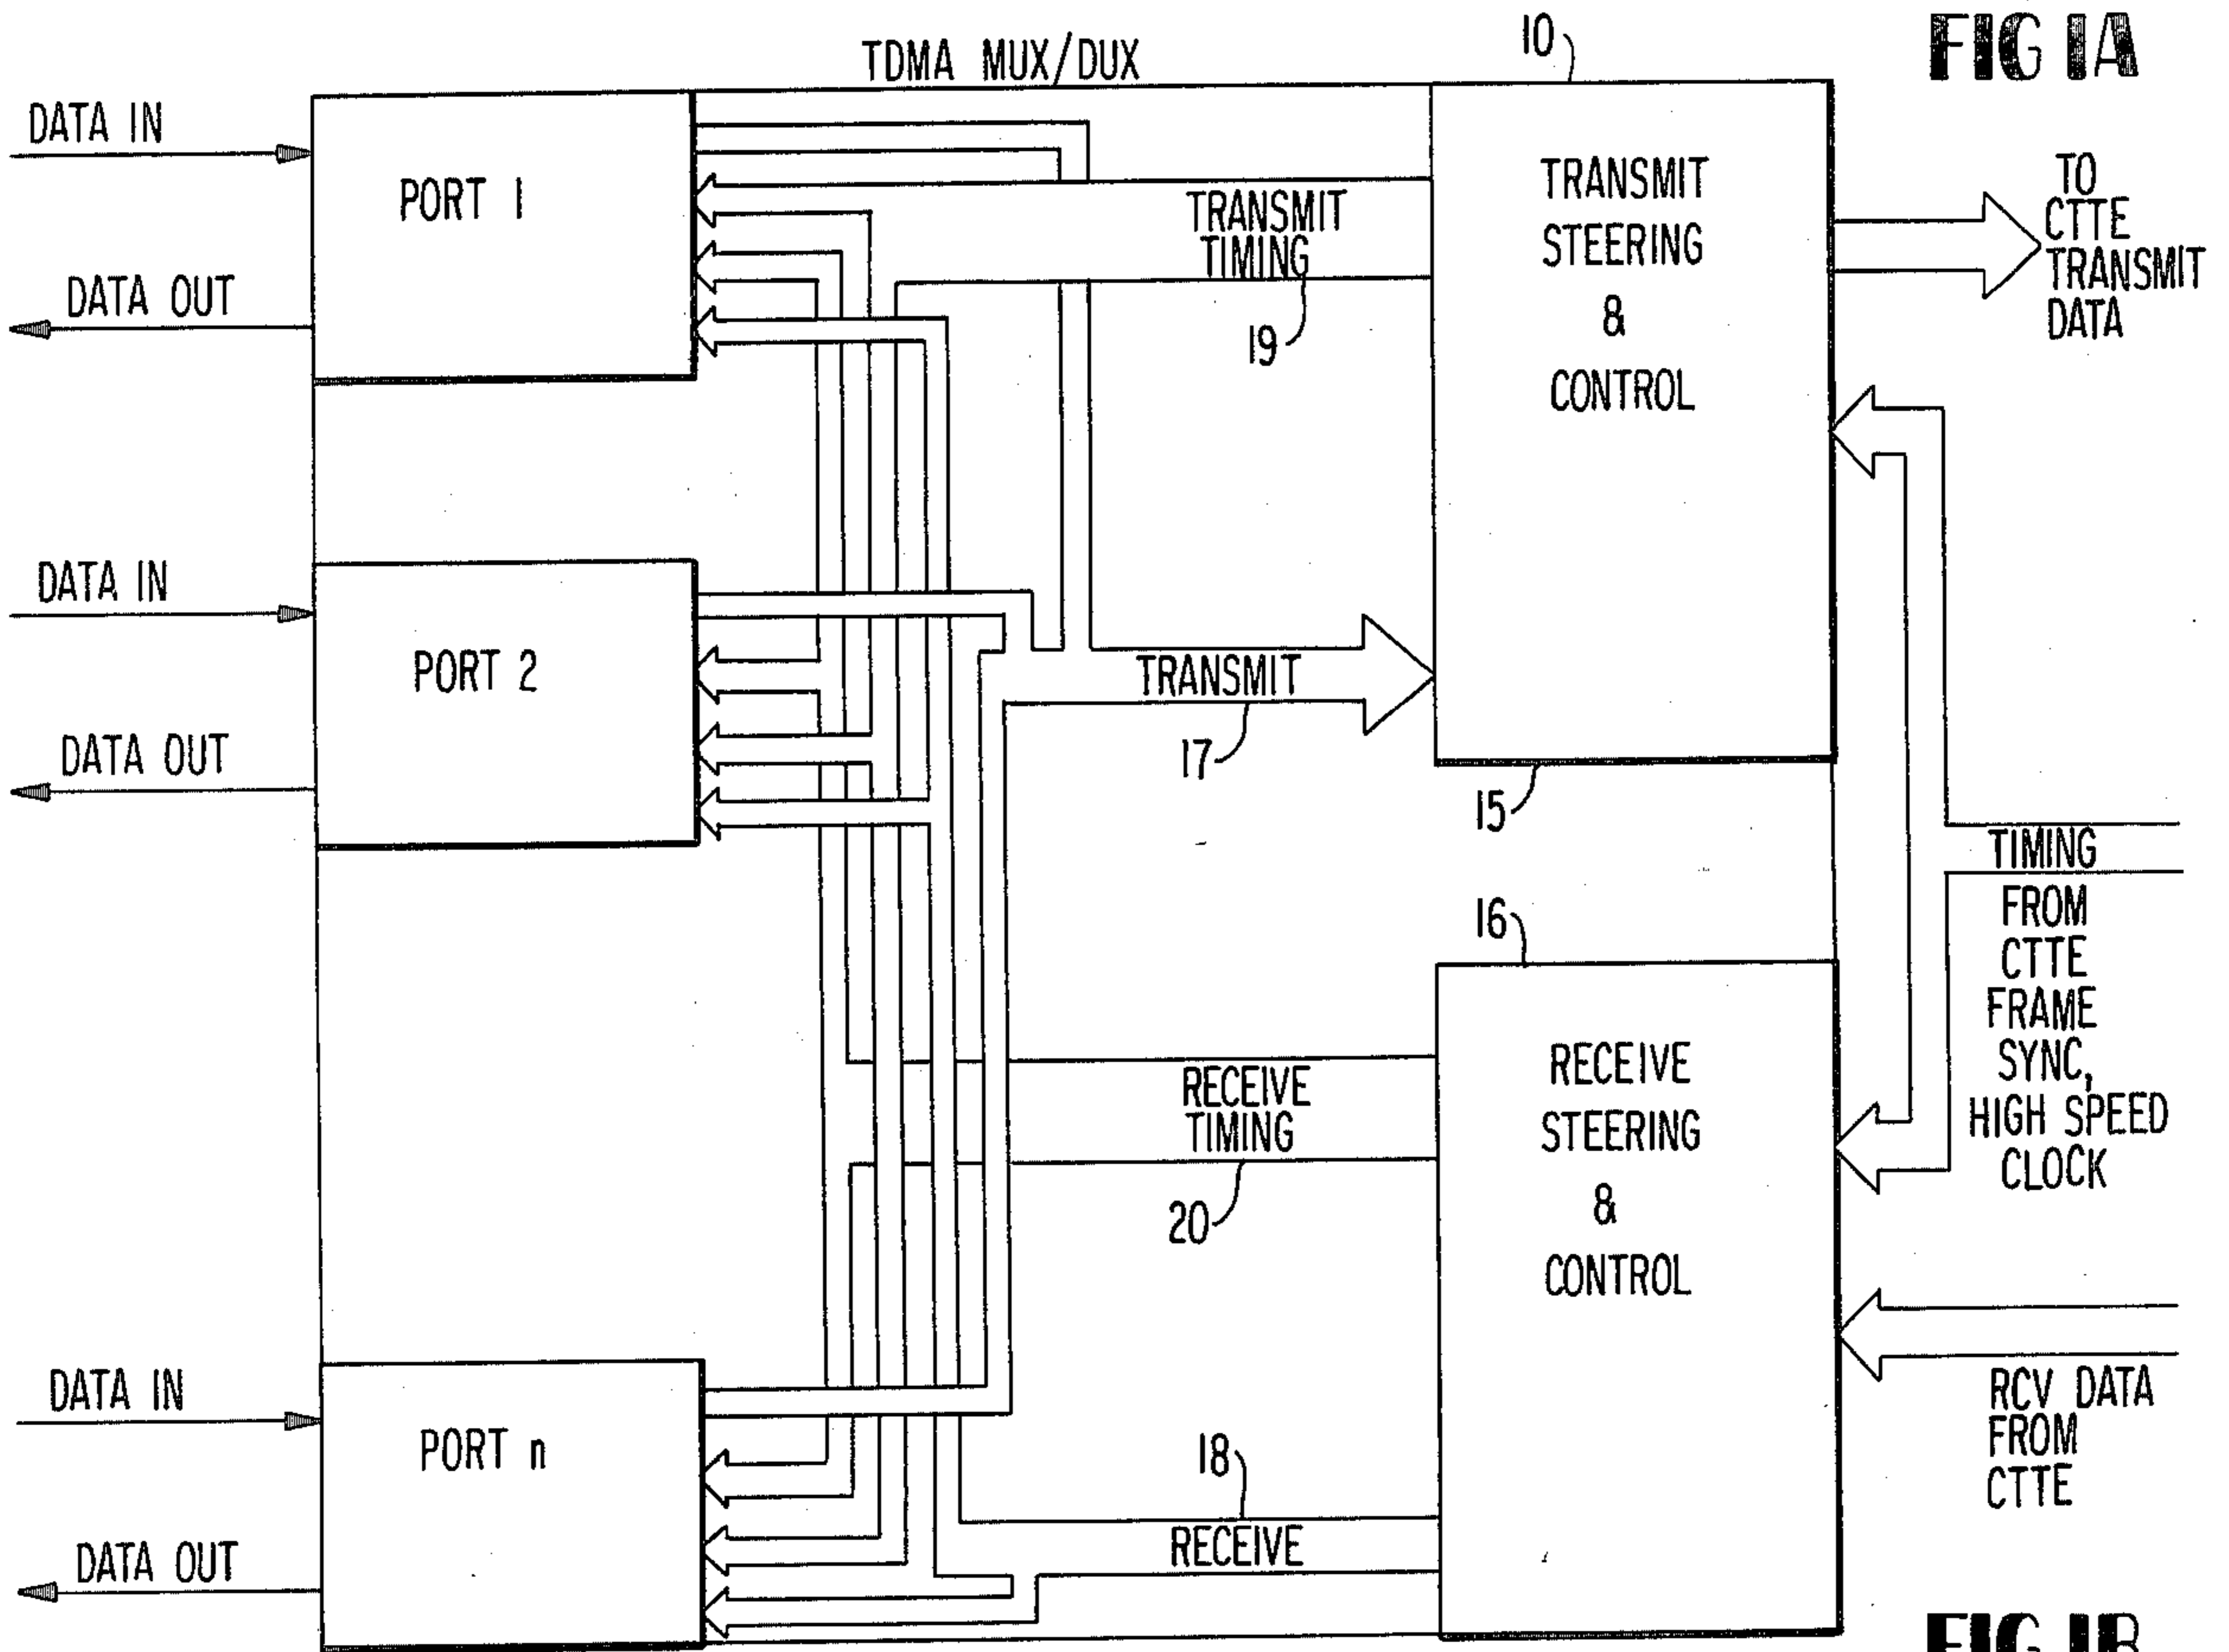 FIG 1A
TDMA MUX/DUX
10
DATA IN
PORT 1
DATA OUT
TRANSMIT
TIMING
19
TRANSMIT
STEERING
&
CONTROL
TO
CTTE
TRANSMIT
DATA
DATA IN
PORT 2
DATA OUT
TRANSMIT
17
15
TIMING
FROM
CTTE
FRAME
SYNC,
HIGH SPEED
CLOCK
16
RECEIVE
STEERING
&
CONTROL
RECEIVE
TIMING
20
RCV DATA
FROM
CTTE
DATA IN
PORT n
DATA OUT
18
RECEIVE
FIG 1B